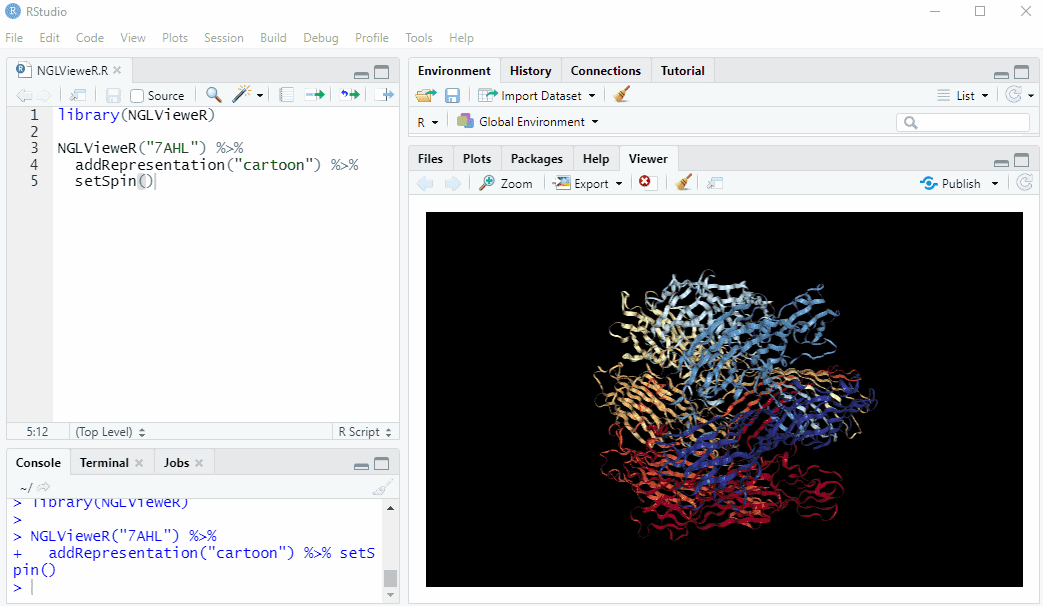 RStudio
File Edit Code View Plots Session Build Debug Profile Tools Help
NGLVieweR.R
Source
1 library(NGLVieweR)
2
3 NGLVieweR("7AHL") %>%
4 addRepresentation("cartoon") %>%
5 setSpin()
5:12 (Top Level) R Script
Console Terminal Jobs
~/
> library(NGLVieweR)
>
> NGLVieweR("7AHL") %>%
+ addRepresentation("cartoon") %>% setS
pin()
>
Environment History Connections Tutorial
Import Dataset List
R Global Environment
Files Plots Packages Help Viewer
Zoom Export Publish